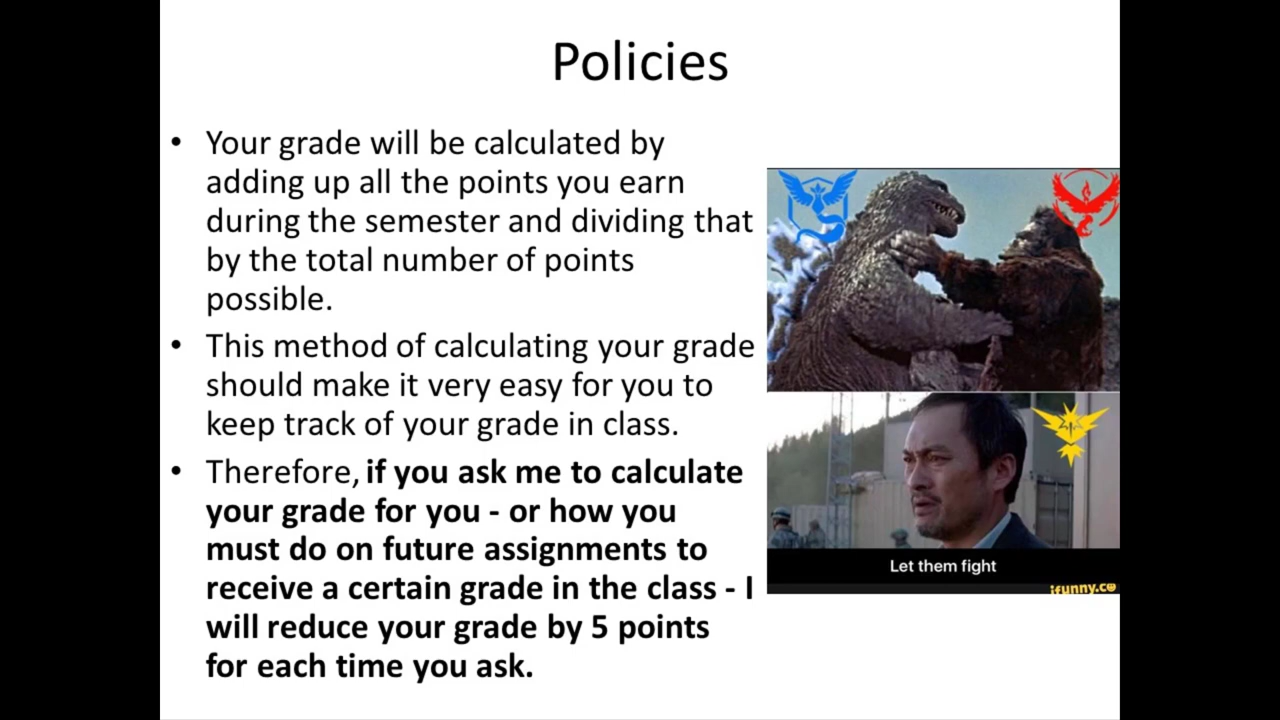 Policies
• Your grade will be calculated by
adding up all the points you earn
during the semester and dividing that
by the total number of points
possible.
• This method of calculating your grade
should make it very easy for you to
keep track of your grade in class.
• Therefore, if you ask me to calculate
your grade for you - or how you
must do on future assignments to
receive a certain grade in the class - I
will reduce your grade by 5 points
for each time you ask.
Let them fight
ifunny.co